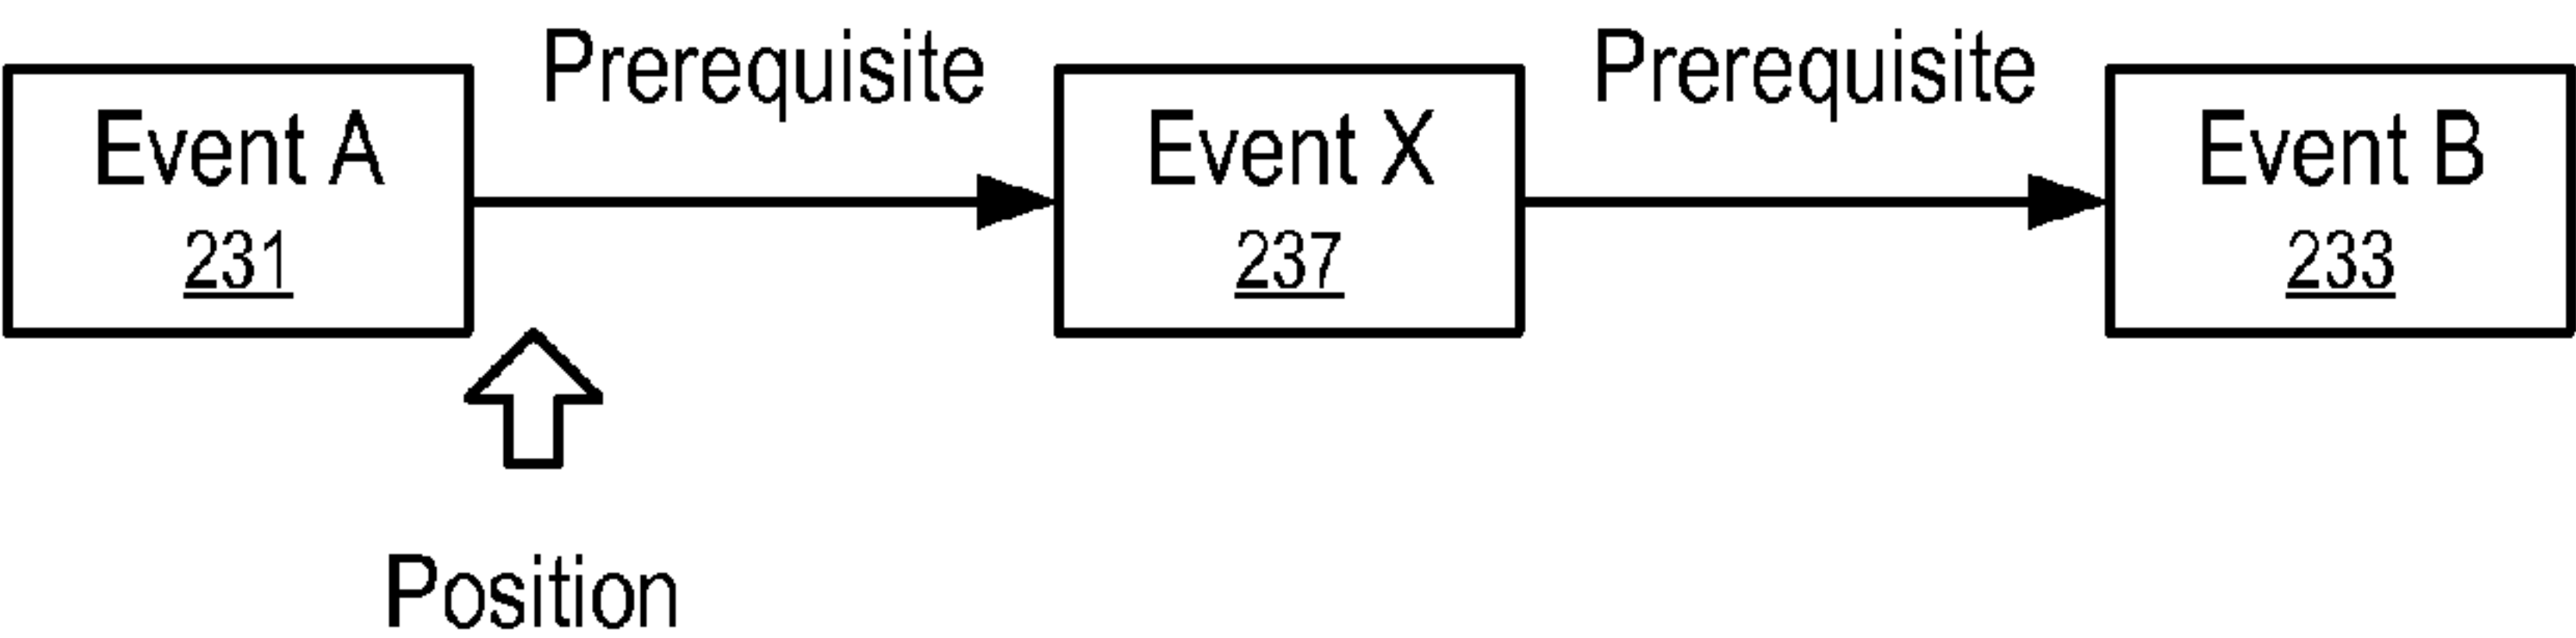 Prerequisite
Prerequisite
Event A
231
Event X
237
Event B
233
Position